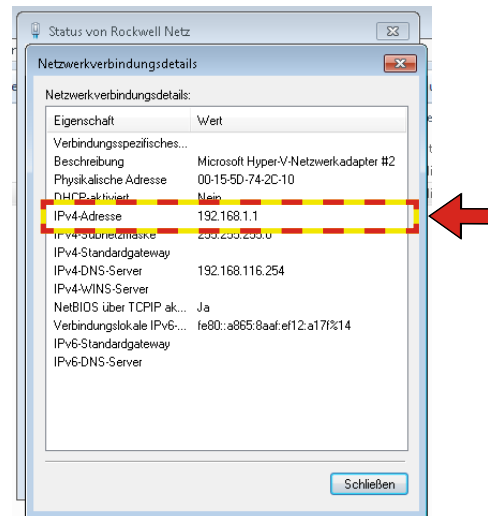 Status von Rockwell Netz
Netzwerkverbindungsdetails
Netzwerkverbindungsdetails:
Eigenschaft Wert
Verbindungsspezifisches...
Beschreibung Microsoft Hyper-V-Netzwerkadapter #2
Physikalische Adresse 00-15-5D-74-2C-10
DHCP-aktiviert Nein
IPv4-Adresse 192.168.1.1
IPv4-Subnetzmaske 255.255.255.0
IPv4-Standardgateway
IPv4-DNS-Server 192.168.116.254
IPv4-WINS-Server
NetBIOS über TCPIP ak... Ja
Verbindungslokale IPv6-... fe80::a865:8aaf:ef12:a17f%14
IPv6-Standardgateway
IPv6-DNS-Server
Schließen